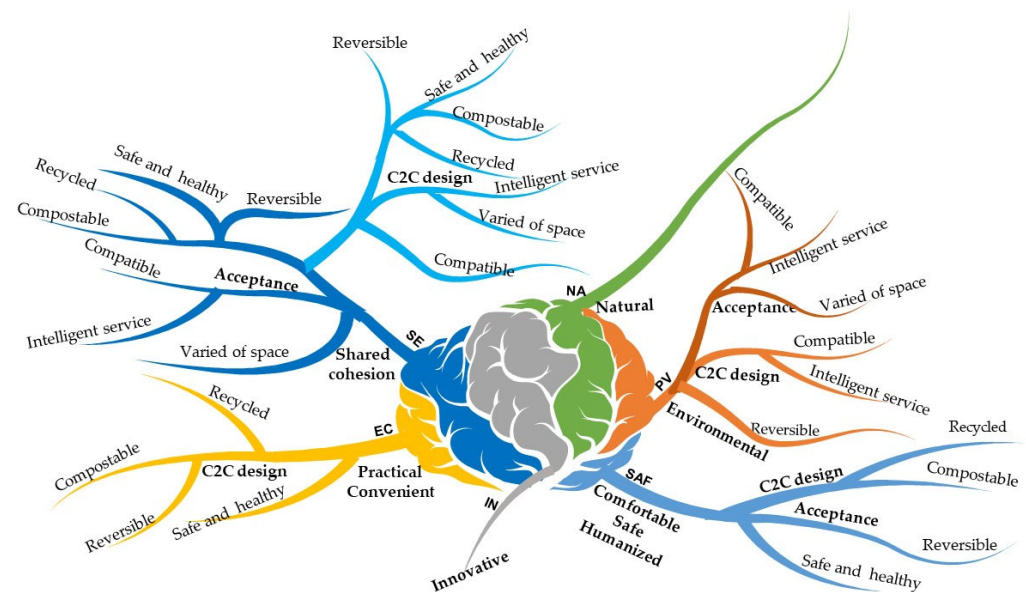 Reversible
Safe and healthy
Compostable
Recycled
C2C design
Intelligent service
Varied of space
Compatible
Safe and healthy
Recycled
Reversible
Compostable
Compatible
Acceptance
Intelligent service
Varied of space
Shared
cohesion
SE
NA
Natural
Compatible
Intelligent service
Acceptance
Varied of space
PV
C2C design
Compatible
Intelligent service
Reversible
Environmental
Recycled
EC
Compostable
C2C design
Practical
Convenient
Reversible
Safe and healthy
IN
Innovative
SAF
Comfortable
Safe
Humanized
C2C design
Recycled
Compostable
Acceptance
Reversible
Safe and healthy